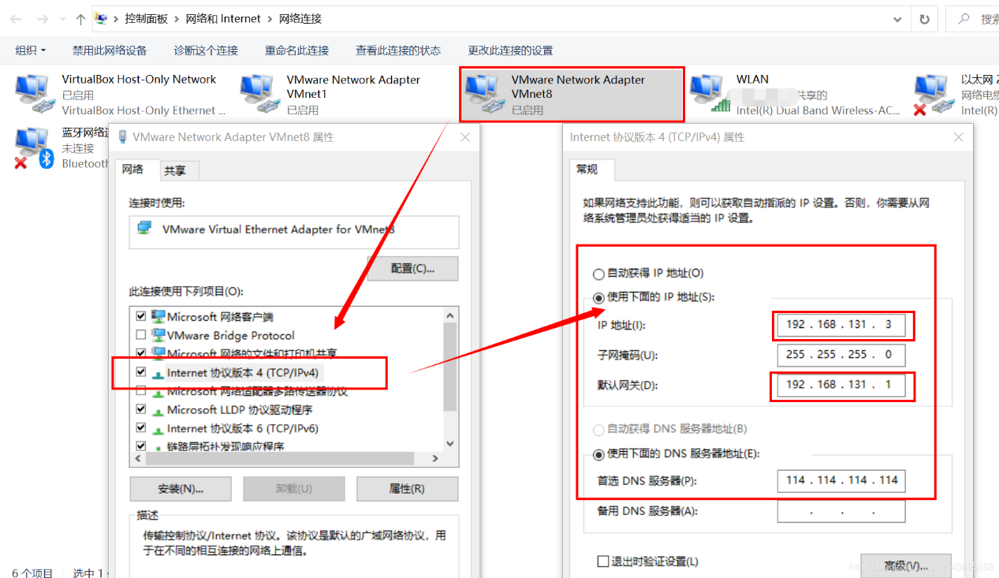 控制面板 > 网络和 Internet > 网络连接
搜索
组织 禁用此网络设备 诊断这个连接 重命名此连接 查看此连接的状态 更改此连接的设置
VirtualBox Host-Only Network
已启用
VirtualBox Host-Only Ethernet ...
VMware Network Adapter
VMnet1
已启用
VMware Network Adapter
VMnet8
已启用
WLAN
共享的
Intel(R) Dual Band Wireless-AC...
以太网 2
网络电缆
Intel(R)
蓝牙网络
未连接
Bluetooth
VMware Network Adapter VMnet8 属性
网络 共享
连接时使用:
VMware Virtual Ethernet Adapter for VMnet8
配置(C)...
此连接使用下列项目(O):
Microsoft 网络客户端
VMware Bridge Protocol
Microsoft 网络的文件和打印机共享
Internet 协议版本 4 (TCP/IPv4)
Microsoft 网络适配器多路传送器协议
Microsoft LLDP 协议驱动程序
Internet 协议版本 6 (TCP/IPv6)
链路层拓扑发现响应程序
安装(N)... 卸载(U) 属性(R)
描述
传输控制协议/Internet 协议。该协议是默认的广域网络协议，用
于在不同的相互连接的网络上通信。
Internet 协议版本 4 (TCP/IPv4) 属性
常规
如果网络支持此功能，则可以获取自动指派的 IP 设置。否则，你需要从网
络系统管理员处获得适当的 IP 设置。
自动获得 IP 地址(O)
使用下面的 IP 地址(S):
IP 地址(I): 192 . 168 . 131 . 3
子网掩码(U): 255 . 255 . 255 . 0
默认网关(D): 192 . 168 . 131 . 1
自动获得 DNS 服务器地址(B)
使用下面的 DNS 服务器地址(E):
首选 DNS 服务器(P): 114 . 114 . 114 . 114
备用 DNS 服务器(A): . . .
退出时验证设置(L)
高级(V)...
6 个项目 选中 1